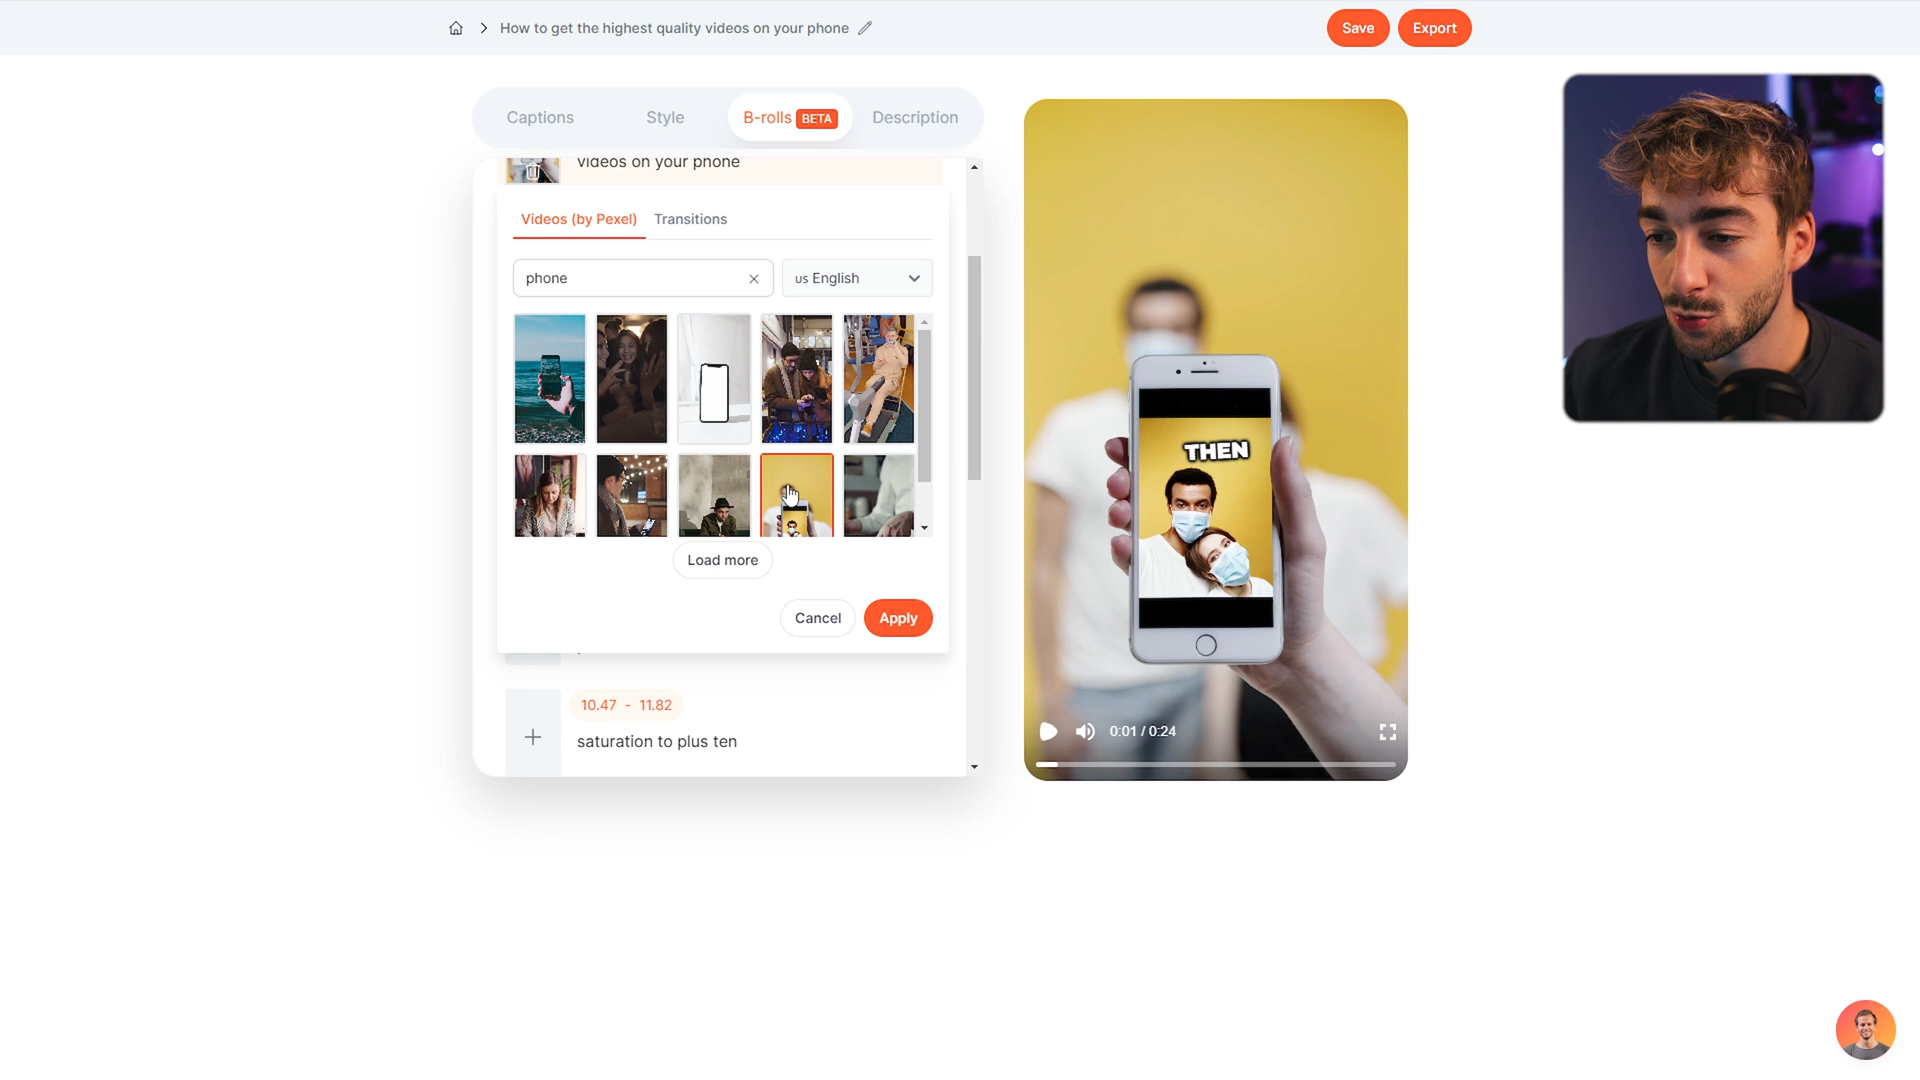 How to get the highest quality videos on your phone
Save
Export
Captions
Style
B-rolls BETA
Description
videos on your phone
Videos (by Pexel)
Transitions
phone
us English
Load more
Cancel
Apply
10.47 - 11.82
saturation to plus ten
THEN
0:01 / 0:24